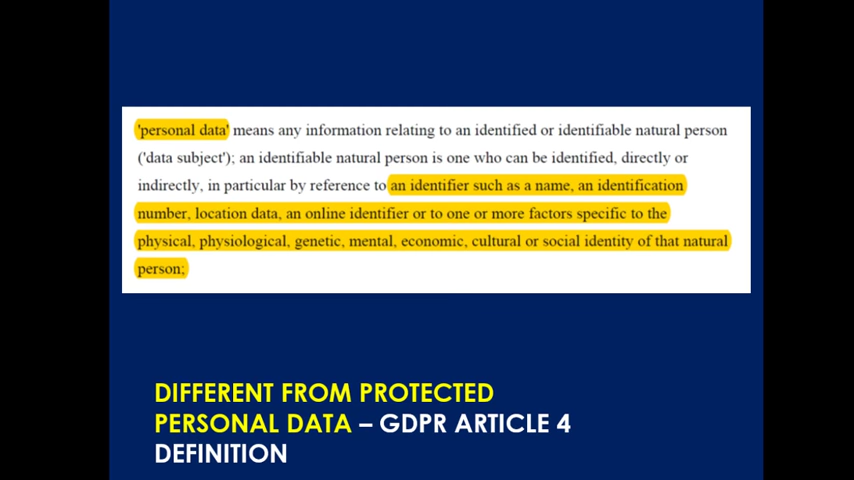 'personal data' means any information relating to an identified or identifiable natural person
('data subject'); an identifiable natural person is one who can be identified, directly or
indirectly, in particular by reference to an identifier such as a name, an identification
number, location data, an online identifier or to one or more factors specific to the
physical, physiological, genetic, mental, economic, cultural or social identity of that natural
person;
DIFFERENT FROM PROTECTED
PERSONAL DATA – GDPR ARTICLE 4
DEFINITION